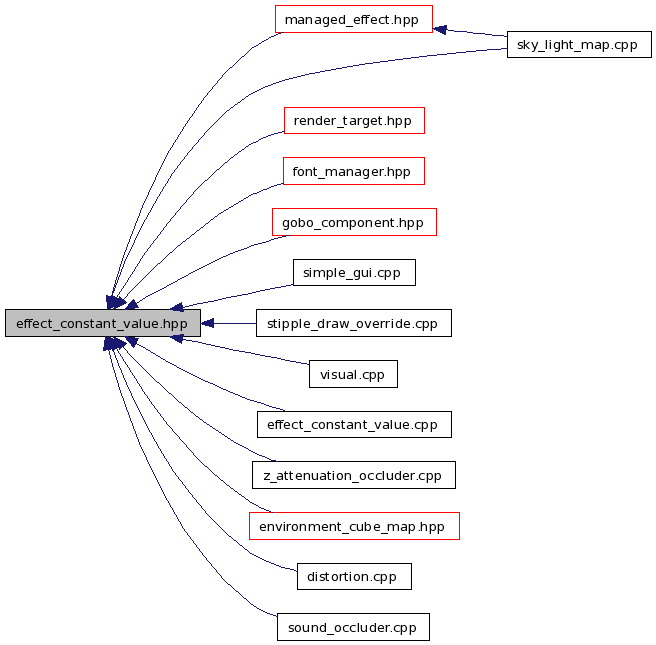 managed_effect.hpp
sky_light_map.cpp
render_target.hpp
font_manager.hpp
gobo_component.hpp
simple_gui.cpp
effect_constant_value.hpp
stipple_draw_override.cpp
visual.cpp
effect_constant_value.cpp
z_attenuation_occluder.cpp
environment_cube_map.hpp
distortion.cpp
sound_occluder.cpp